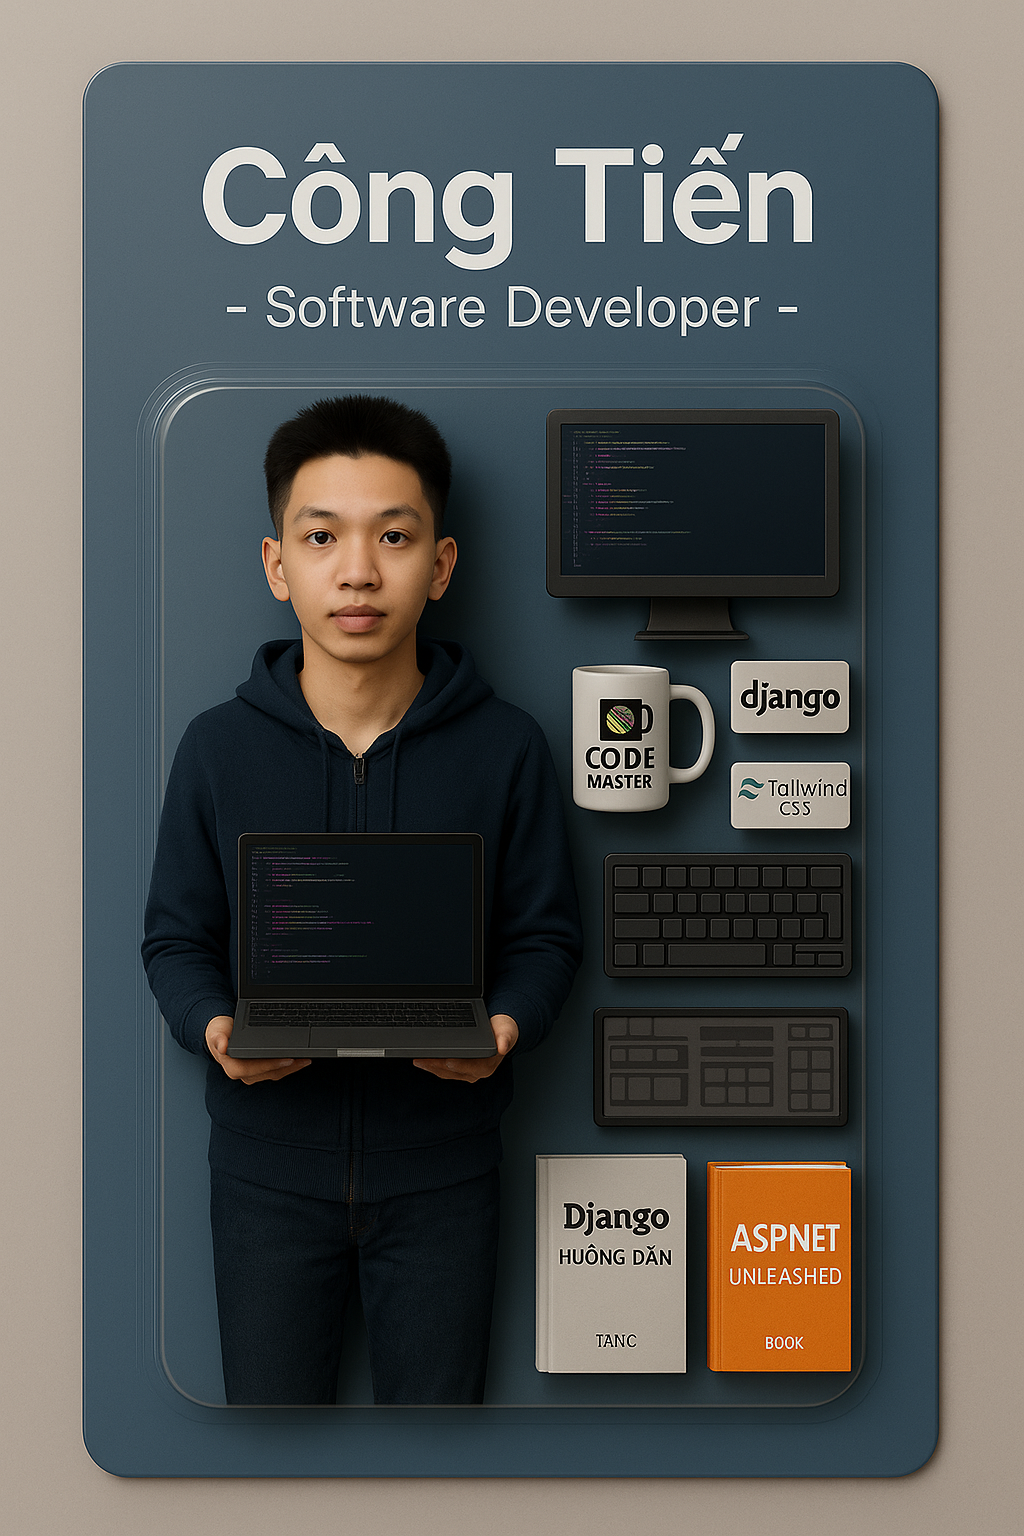 Công Tiến
- Software Developer -
CODE
MASTER
django
Tallwind
CSS
Django
HUÔNG DĂN
TANC
ASPNET
UNLEASHED
BOOK